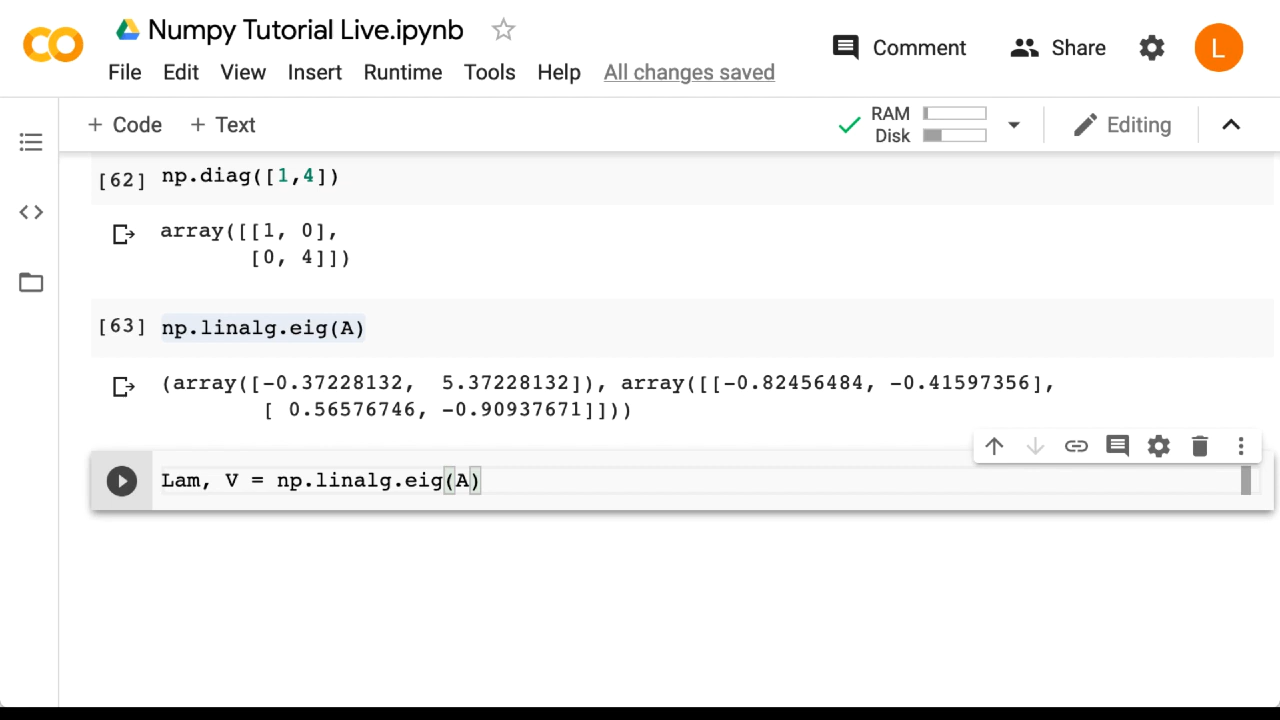 Numpy Tutorial Live.ipynb
File Edit View Insert Runtime Tools Help All changes saved
Comment Share L
+ Code + Text
RAM
Disk
Editing
[62] np.diag([1,4])
array([[1, 0],
[0, 4]])
[63] np.linalg.eig(A)
(array([-0.37228132, 5.37228132]), array([[-0.82456484, -0.41597356],
[ 0.56576746, -0.90937671]]))
Lam, V = np.linalg.eig(A)